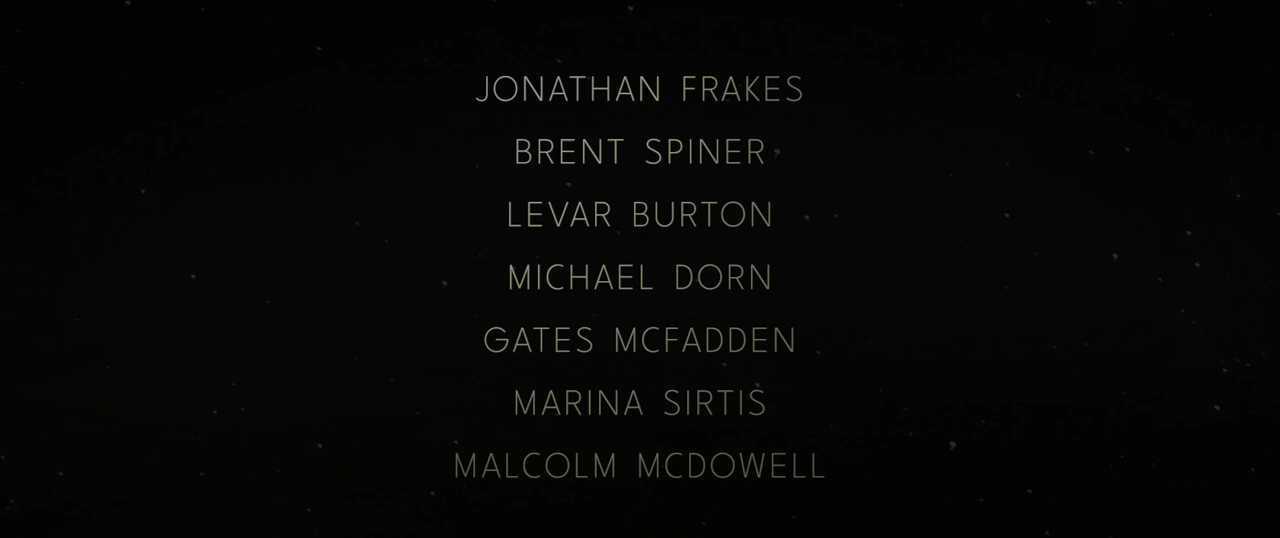 JONATHAN FRAKES
BRENT SPINER
LEVAR BURTON
MICHAEL DORN
GATES MCFADDEN
MARINA SIRTIS
MALCOLM MCDOWELL